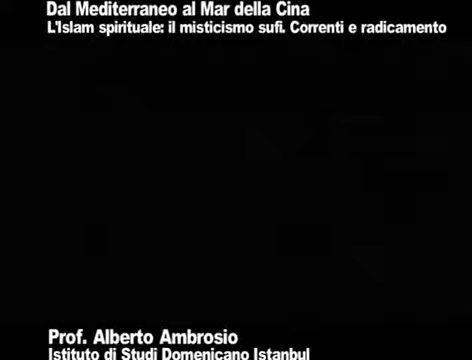 Dal Mediterraneo al Mar della Cina
L'Islam spirituale: il misticismo sufi. Correnti e radicamento
Prof. Alberto Ambrosio
Istituto di Studi Domenicano Istanbul